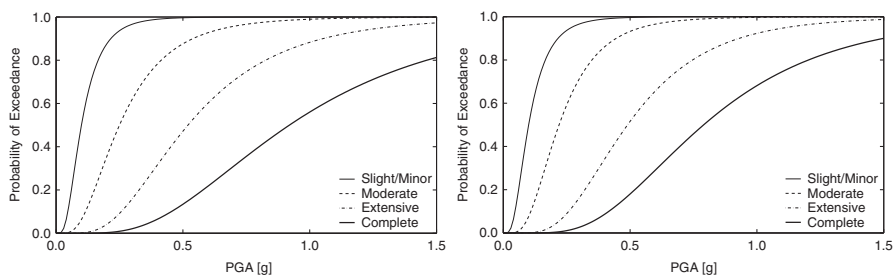 1.0
0.8
0.6
0.4
0.2
0.0
Probability of Exceedance
Slight/Minor
Moderate
Extensive
Complete
0.0 0.5 1.0 1.5
PGA [g]
1.0
0.8
0.6
0.4
0.2
0.0
Probability of Exceedance
Slight/Minor
Moderate
Extensive
Complete
0.0 0.5 1.0 1.5
PGA [g]